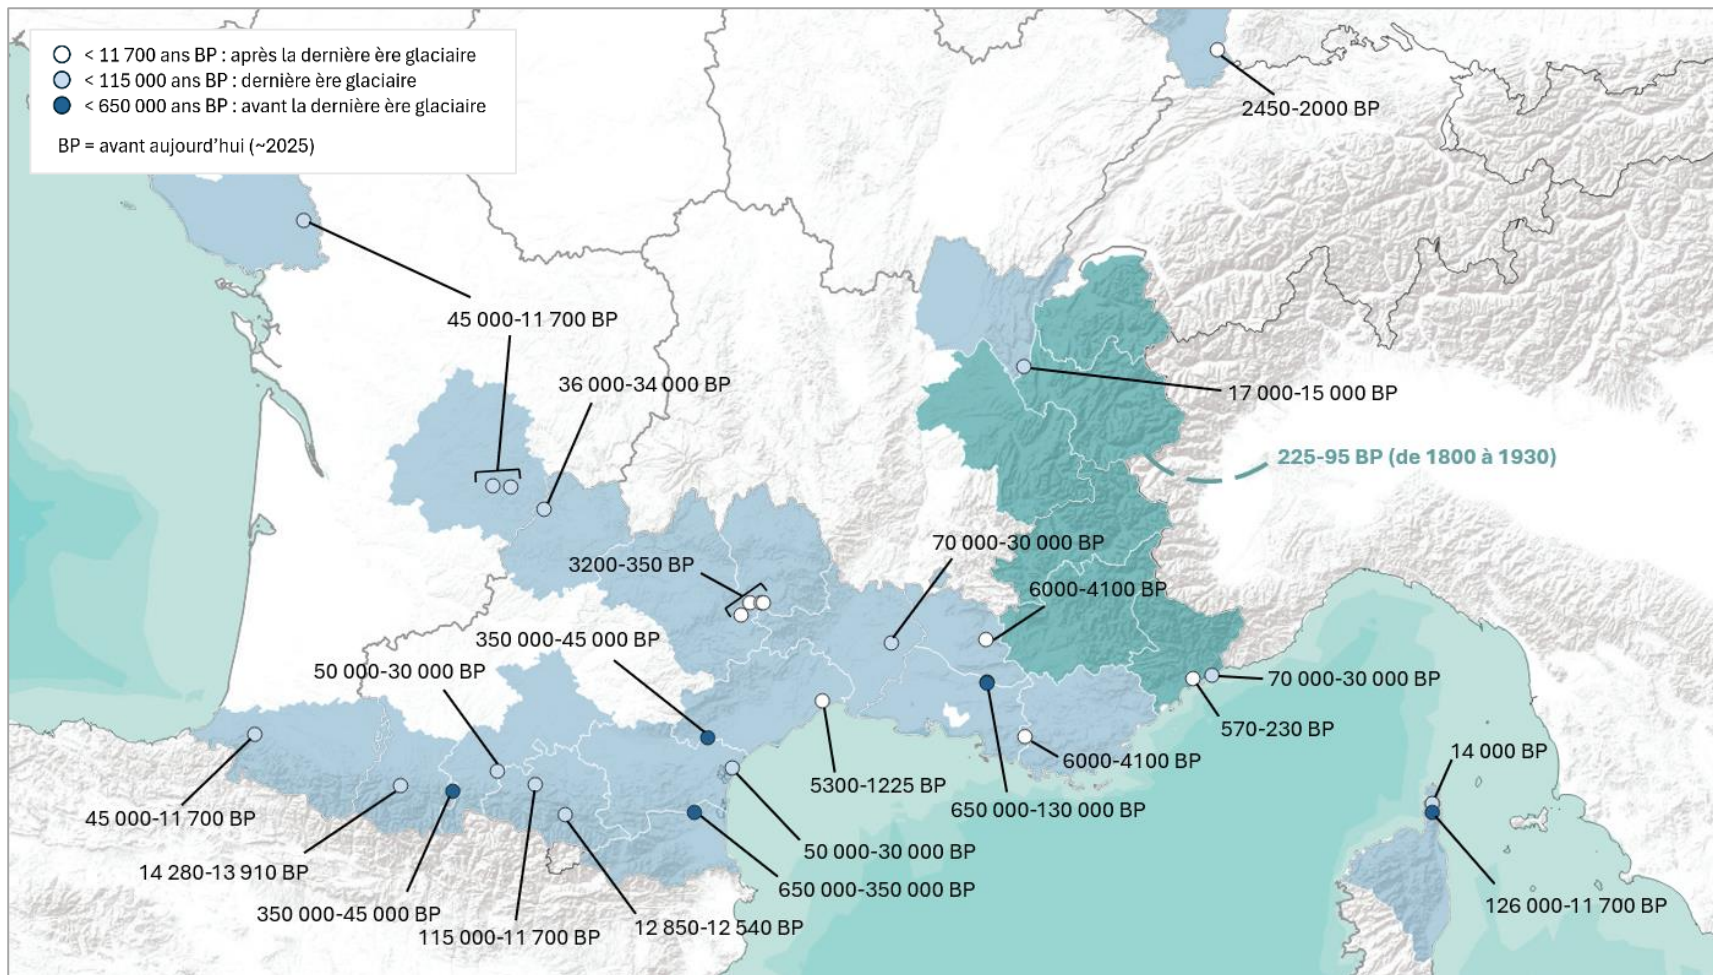 < 11 700 ans BP : après la dernière ère glaciaire
< 115 000 ans BP : dernière ère glaciaire
< 650 000 ans BP : avant la dernière ère glaciaire
BP = avant aujourd’hui (~2025)
2450-2000 BP
45 000-11 700 BP
36 000-34 000 BP
17 000-15 000 BP
225-95 BP (de 1800 à 1930)
70 000-30 000 BP
3200-350 BP
6000-4100 BP
350 000-45 000 BP
50 000-30 000 BP
70 000-30 000 BP
570-230 BP
14 000 BP
6000-4100 BP
5300-1225 BP
650 000-130 000 BP
45 000-11 700 BP
50 000-30 000 BP
14 280-13 910 BP
650 000-350 000 BP
126 000-11 700 BP
350 000-45 000 BP
12 850-12 540 BP
115 000-11 700 BP